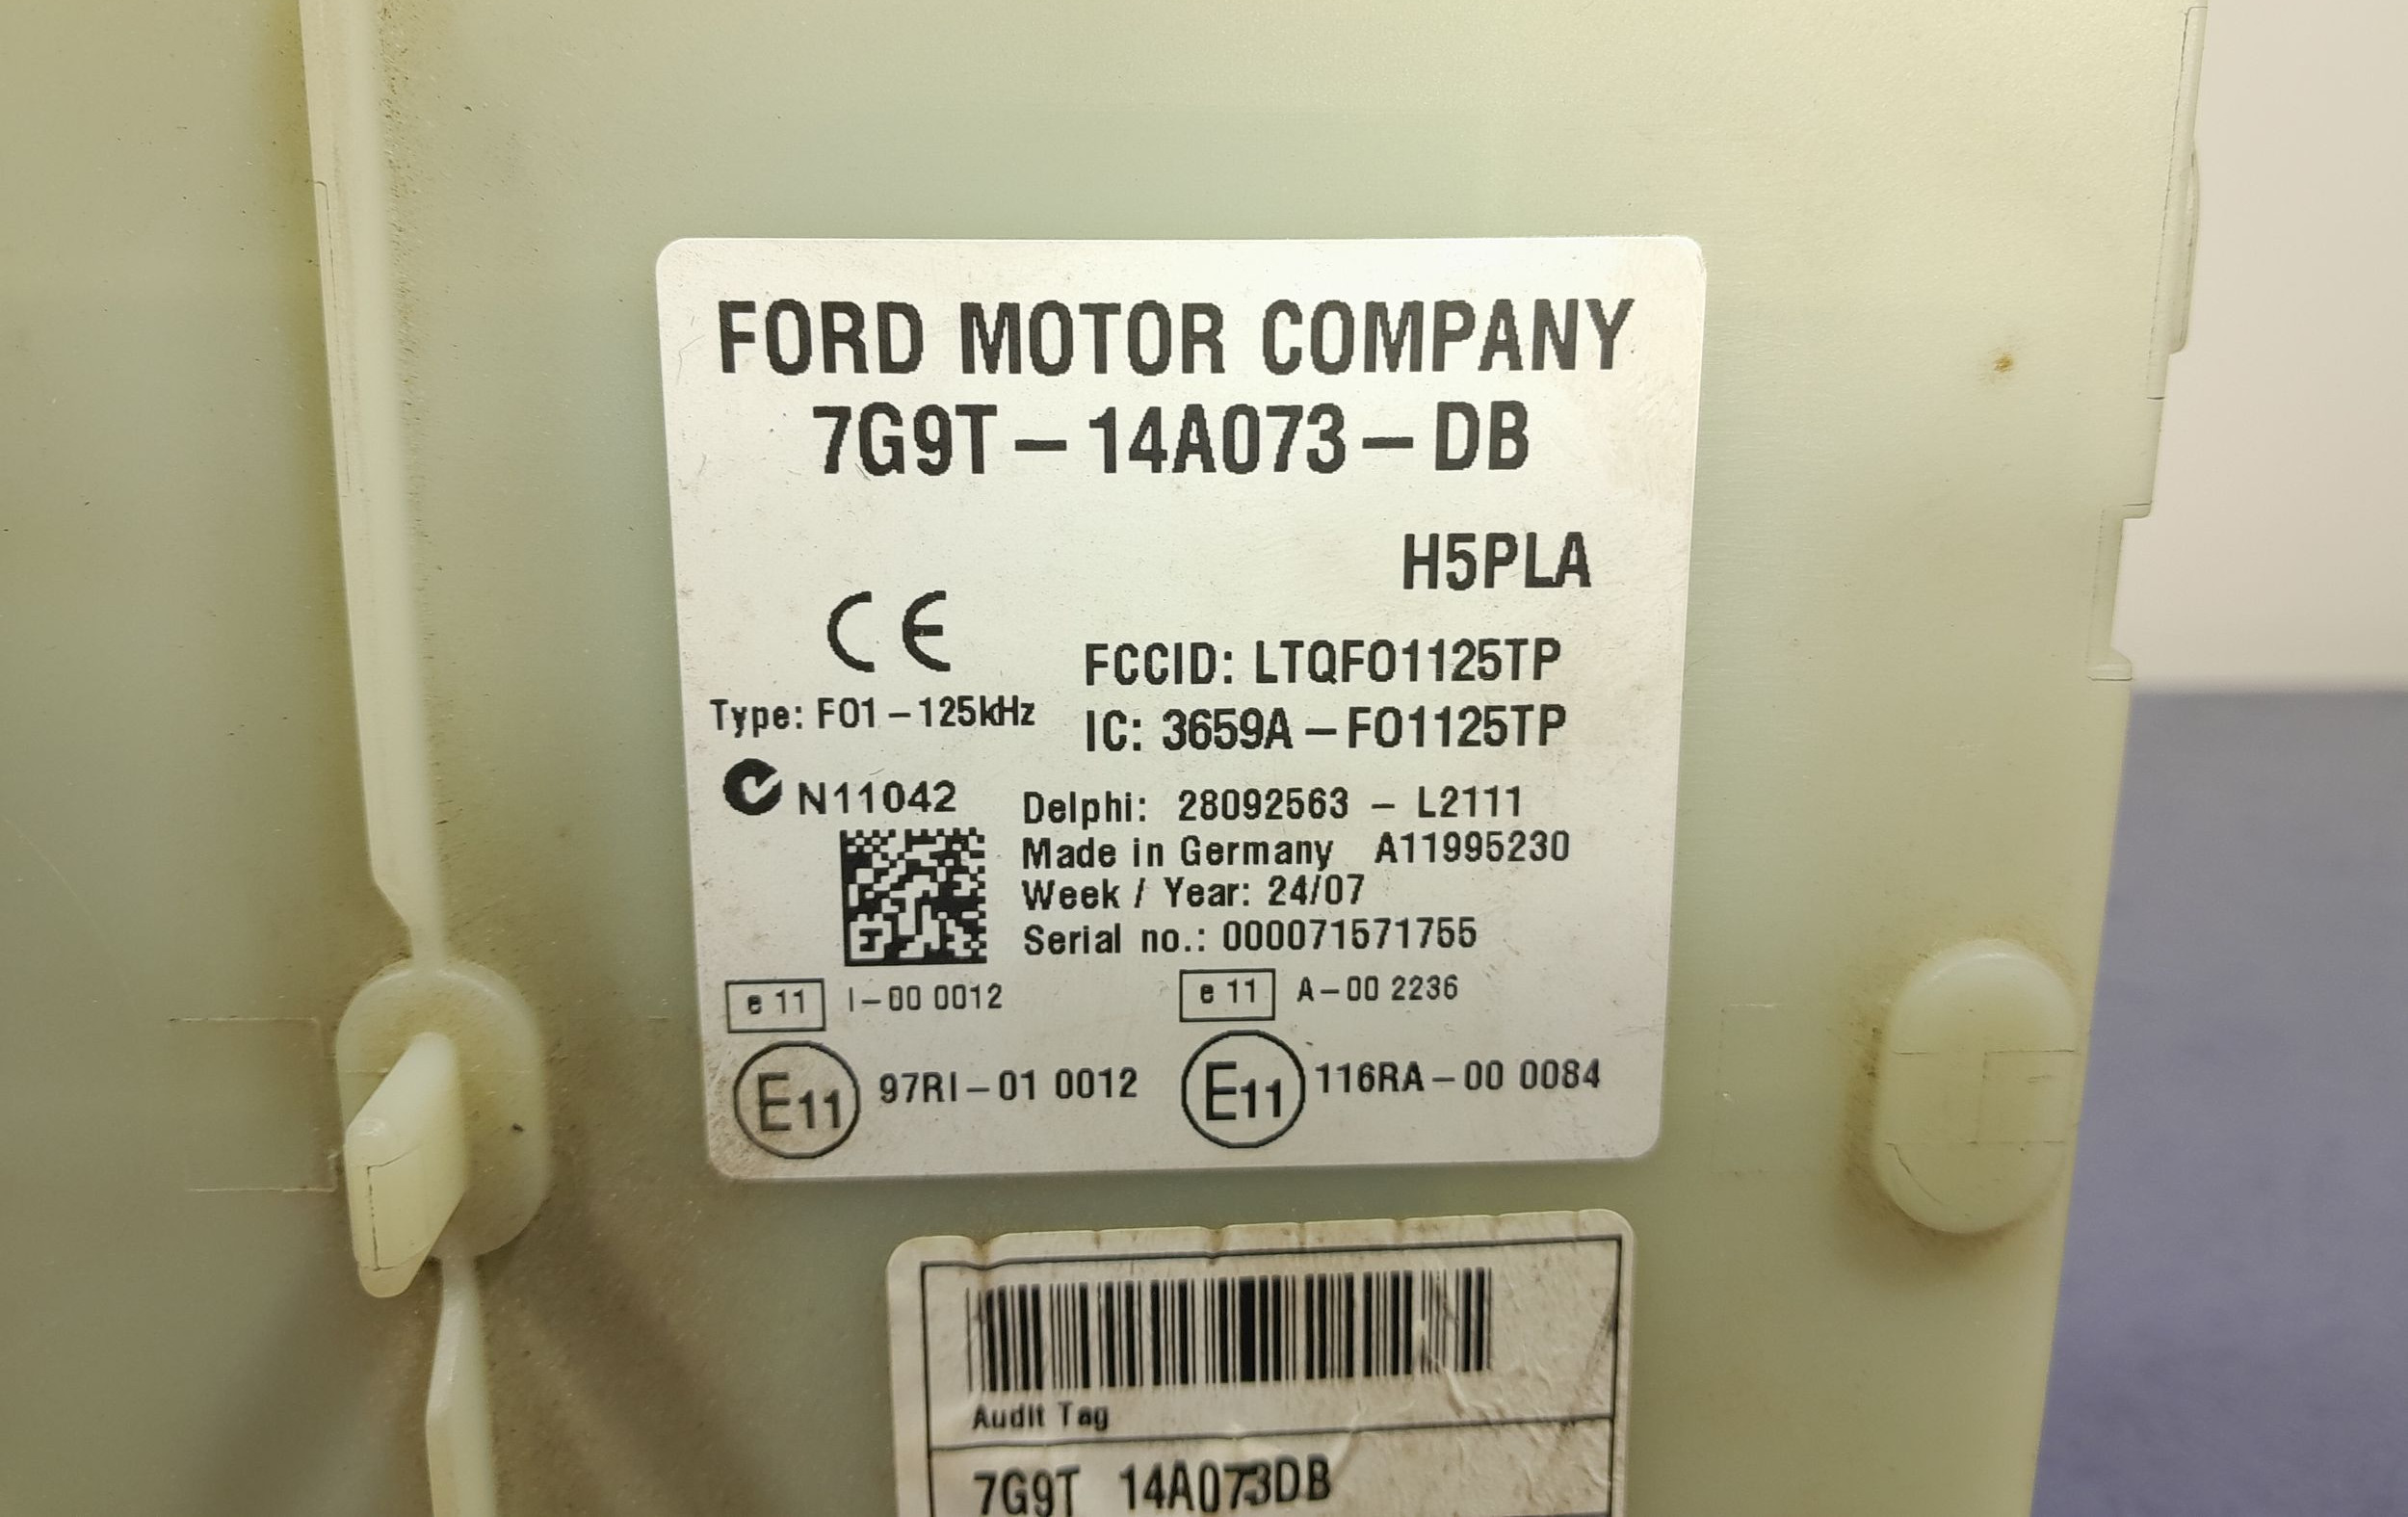 FORD MOTOR COMPANY
7G9T – 14A073 – DB
H5PLA
CE
FCCID: LTQFO1125TP
Type: FO1 – 125kHz
IC: 3659A – FO1125TP
N11042
Delphi: 28092563 – L2111
Made in Germany A11995230
Week / Year: 24/07
Serial no.: 000071571755
e 11 I – 00 0012
e 11 A – 00 2236
E11 97RI – 01 0012
E11 116RA – 00 0084
Audit Tag
7G9T 14A073DB